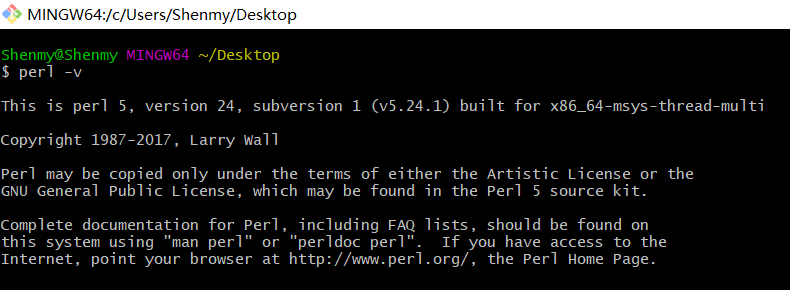 MINGW64:/c/Users/Shenmy/Desktop
Shenmy@Shenmy MINGW64 ~/Desktop
$ perl -v
This is perl 5, version 24, subversion 1 (v5.24.1) built for x86_64-msys-thread-multi
Copyright 1987-2017, Larry Wall
Perl may be copied only under the terms of either the Artistic License or the
GNU General Public License, which may be found in the Perl 5 source kit.
Complete documentation for Perl, including FAQ lists, should be found on
this system using "man perl" or "perldoc perl".  If you have access to the
Internet, point your browser at http://www.perl.org/, the Perl Home Page.